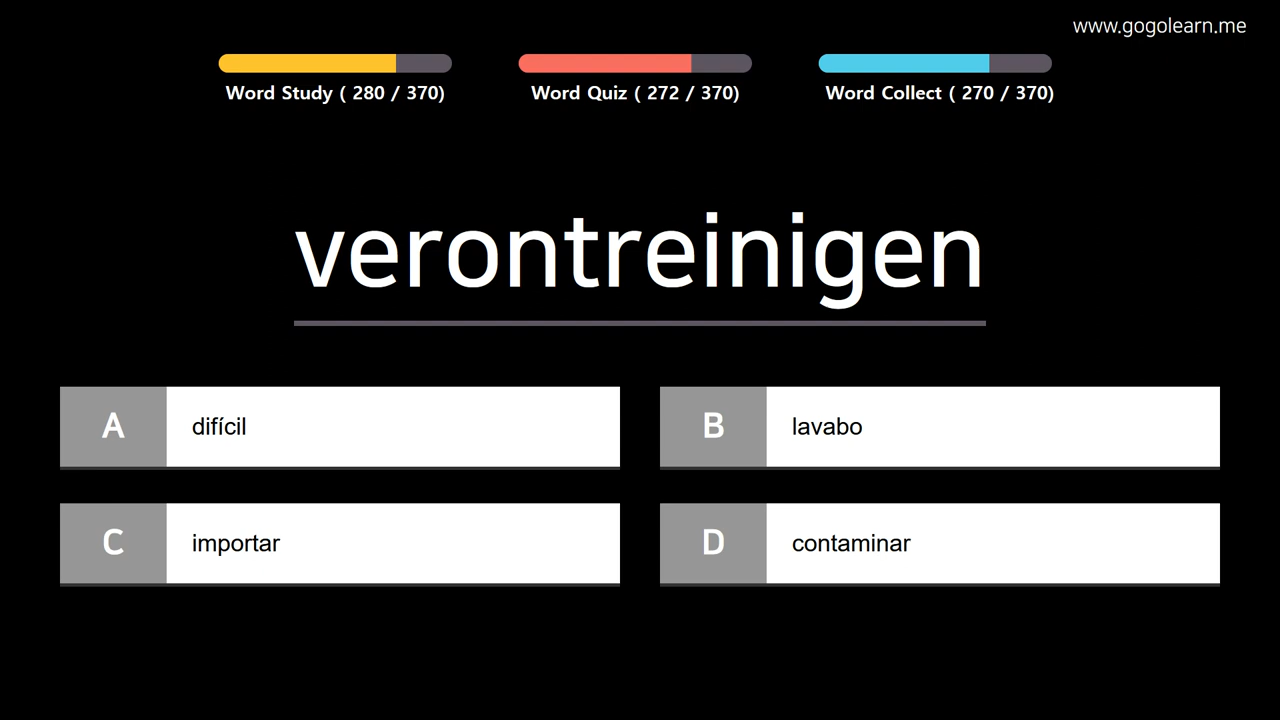 www.gogolearn.me
Word Study ( 280 / 370)
Word Quiz ( 272 / 370)
Word Collect ( 270 / 370)
verontreinigen
A difícil
B lavabo
C importar
D contaminar